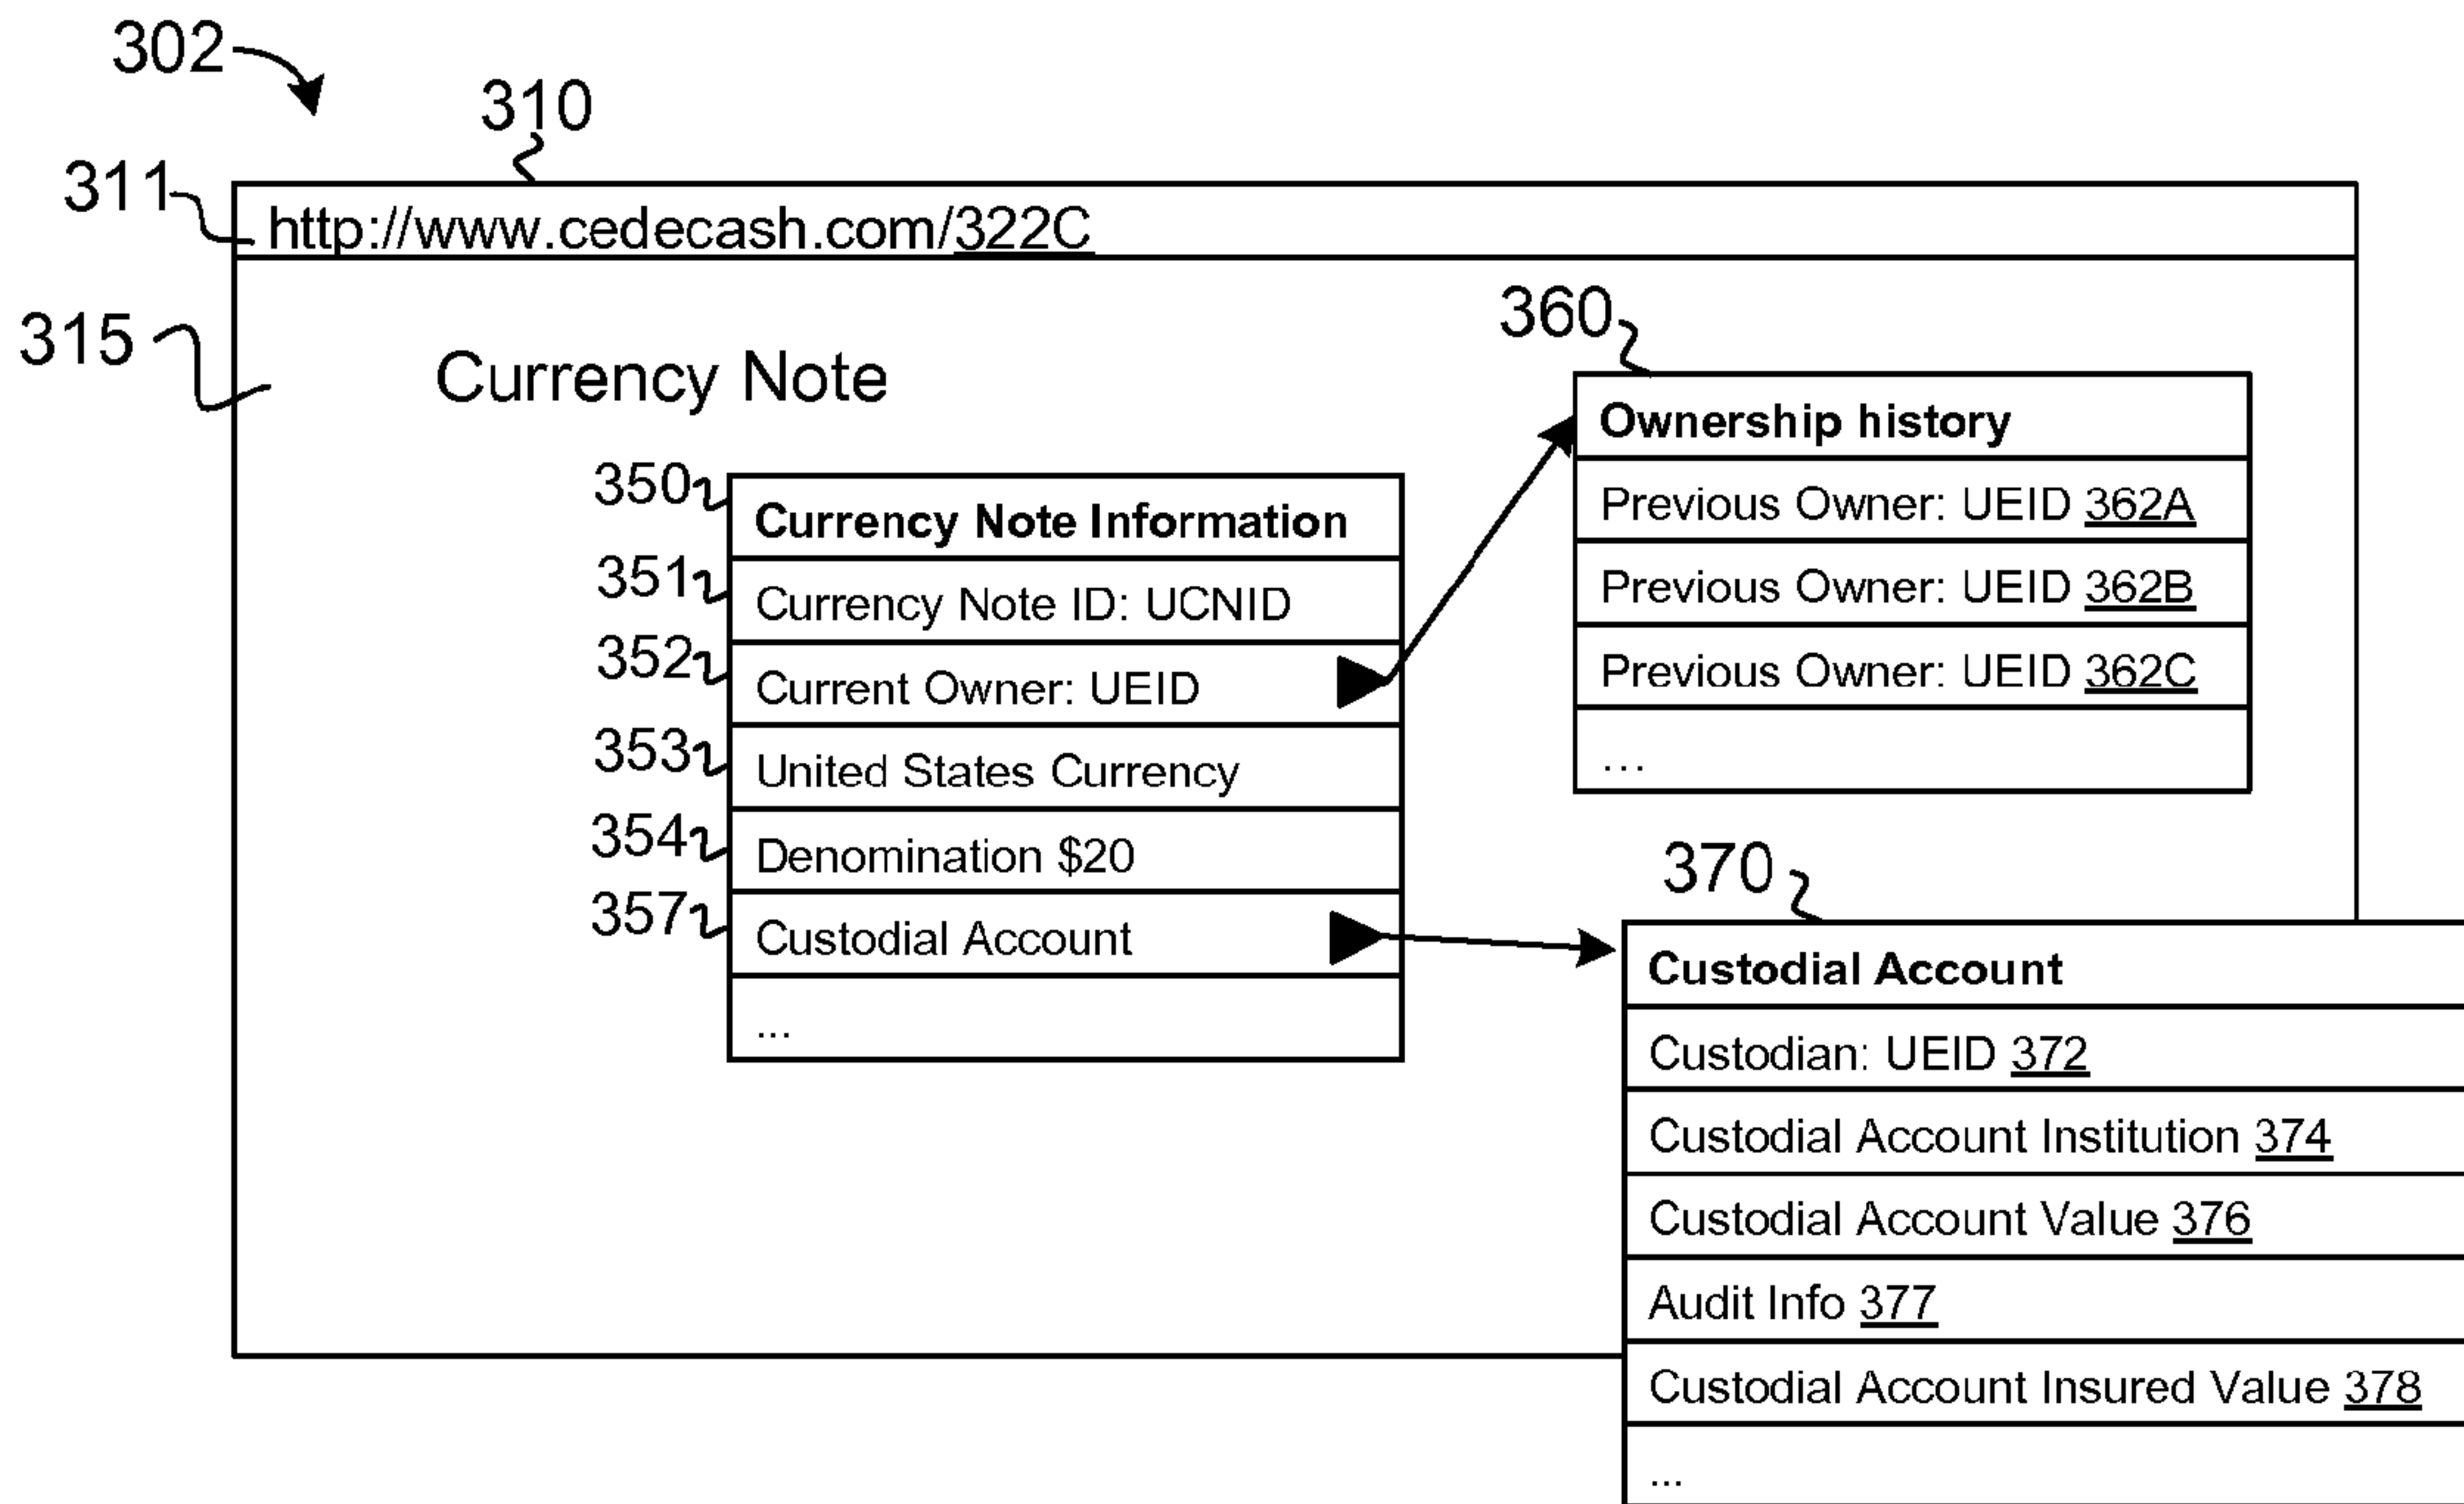 302
310
311
http://www.cedecash.com/322C
315
Currency Note
360
Ownership history
Previous Owner: UEID 362A
Previous Owner: UEID 362B
Previous Owner: UEID 362C
...
350
Currency Note Information
351
Currency Note ID: UCNID
352
Current Owner: UEID
353
United States Currency
354
Denomination $20
357
Custodial Account
...
370
Custodial Account
Custodian: UEID 372
Custodial Account Institution 374
Custodial Account Value 376
Audit Info 377
Custodial Account Insured Value 378
...